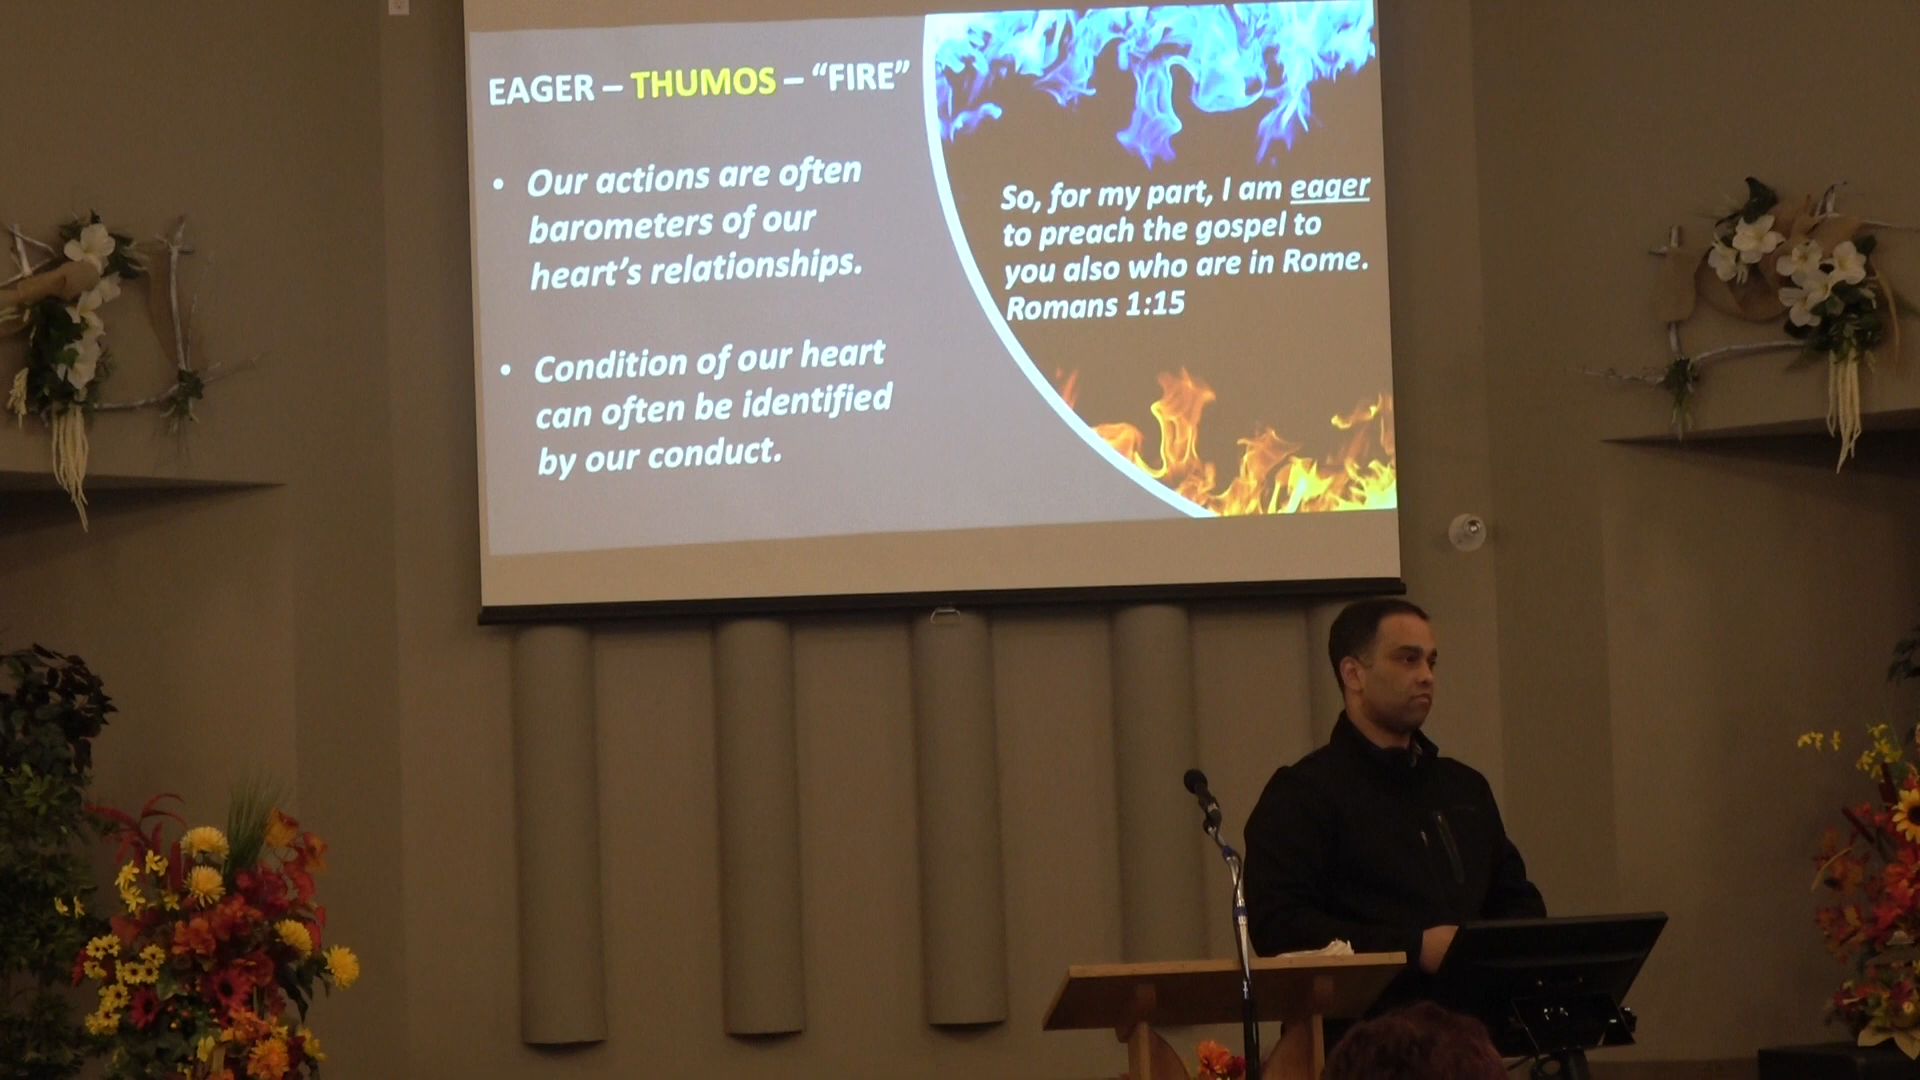 EAGER – THUMOS – “FIRE”
• Our actions are often
barometers of our
heart’s relationships.
• Condition of our heart
can often be identified
by our conduct.
So, for my part, I am eager
to preach the gospel to
you also who are in Rome.
Romans 1:15